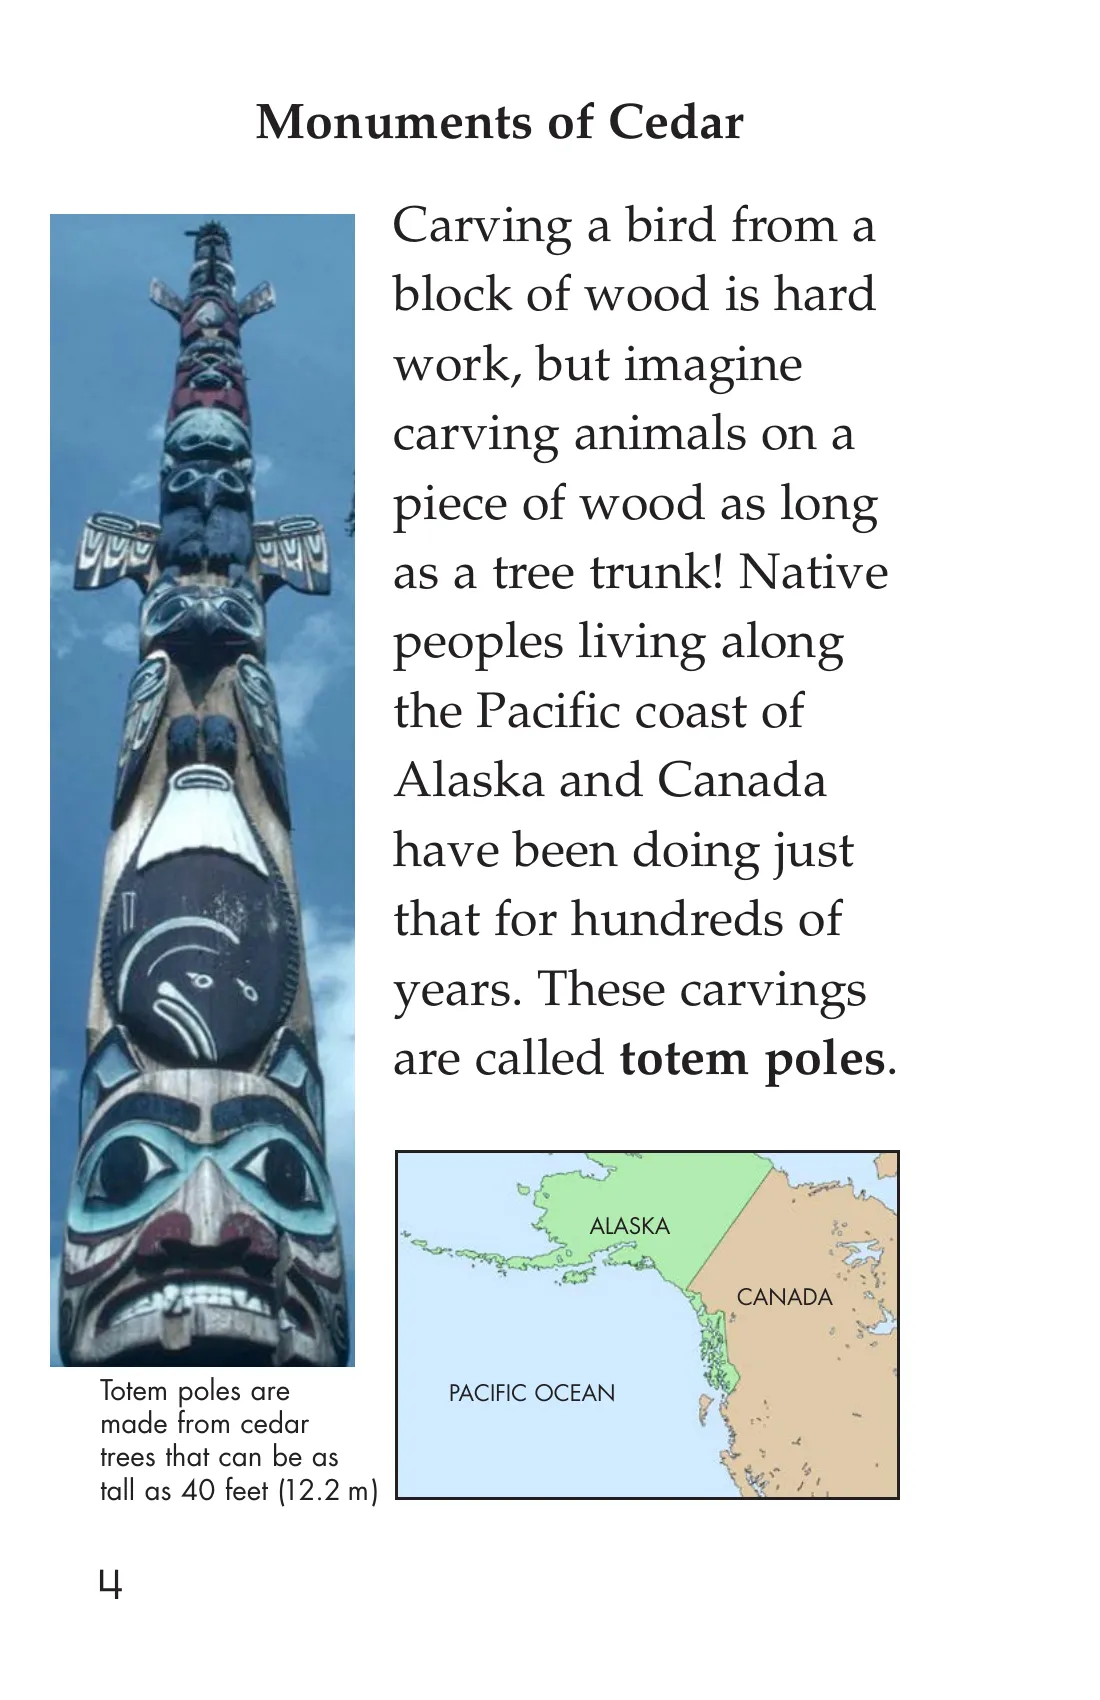 Monuments of Cedar
Carving a bird from a
block of wood is hard
work, but imagine
carving animals on a
piece of wood as long
as a tree trunk! Native
peoples living along
the Pacific coast of
Alaska and Canada
have been doing just
that for hundreds of
years. These carvings
are called totem poles.
Totem poles are
made from cedar
trees that can be as
tall as 40 feet (12.2 m)
ALASKA
CANADA
PACIFIC OCEAN
4